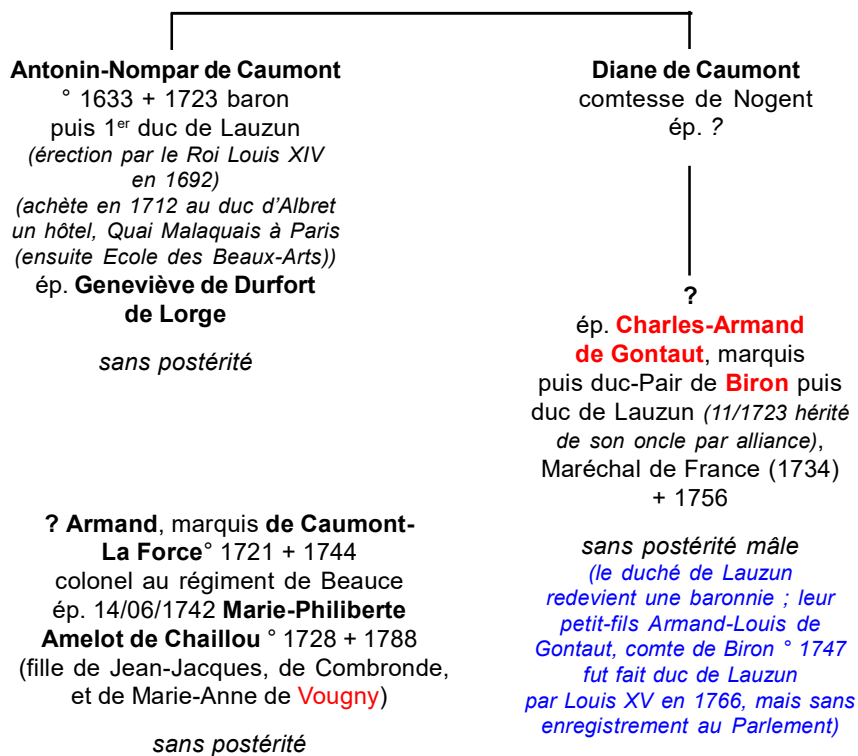 Antonin-Nompar de Caumont
° 1633 + 1723 baron
puis 1er duc de Lauzun
(érection par le Roi Louis XIV
en 1692)
(achète en 1712 au duc d’Albret
un hôtel, Quai Malaquais à Paris
(ensuite Ecole des Beaux-Arts))
ép. Geneviève de Durfort
de Lorge
sans postérité
Diane de Caumont
comtesse de Nogent
ép. ?
?
ép. Charles-Armand
de Gontaut, marquis
puis duc-Pair de Biron puis
duc de Lauzun (11/1723 hérité
de son oncle par alliance),
Maréchal de France (1734)
+ 1756
sans postérité mâle
(le duché de Lauzun
redevient une baronnie ; leur
petit-fils Armand-Louis de
Gontaut, comte de Biron ° 1747
fut fait duc de Lauzun
par Louis XV en 1766, mais sans
enregistrement au Parlement)
? Armand, marquis de Caumont-
La Force° 1721 + 1744
colonel au régiment de Beauce
ép. 14/06/1742 Marie-Philiberte
Amelot de Chaillou ° 1728 + 1788
(fille de Jean-Jacques, de Combronde,
et de Marie-Anne de Vougny)
sans postérité